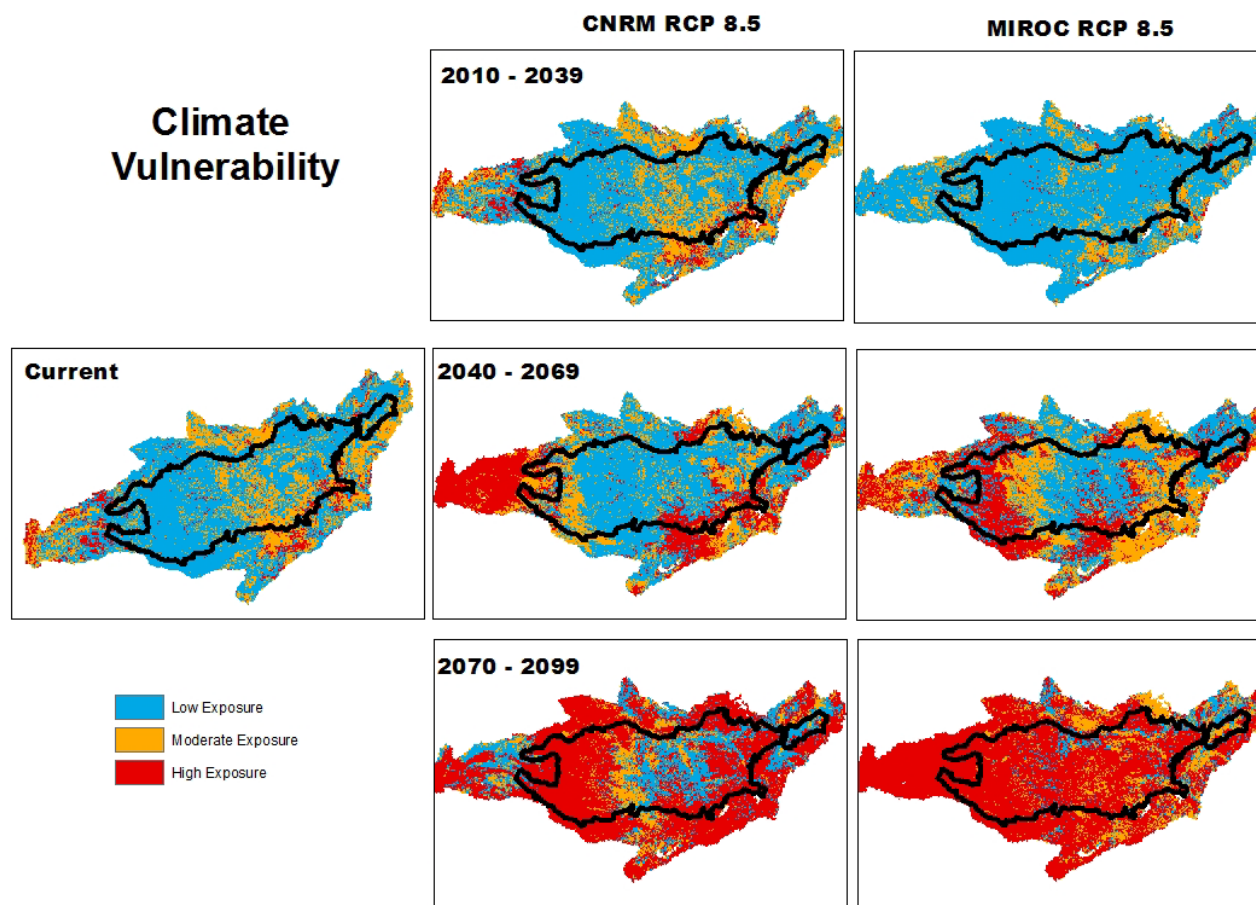 CNRM RCP 8.5
MIROC RCP 8.5
Climate
Vulnerability
2010 - 2039
Current
2040 - 2069
2070 - 2099
Low Exposure
Moderate Exposure
High Exposure